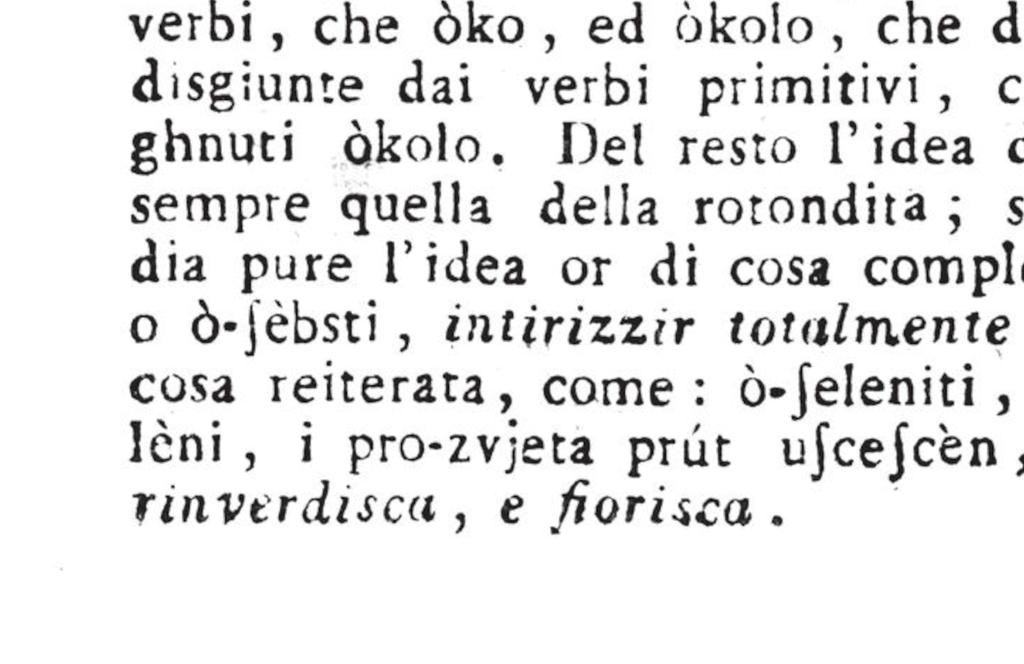 verbi, che òko, ed òkolo, che d
disgiunte dai verbi primitivi, c
ghnuti òkolo. Del resto l'idea
sempre quella della rotondita; s
dia pure l'idea or di cosa comple
o ò-ſèbsti, intirizzir totalmente
cosa reiterata, come: ò-ſeleniti,
lèni, i pro-zvjeta prút uſceſcèn,
rinverdisca, e fiorisca.